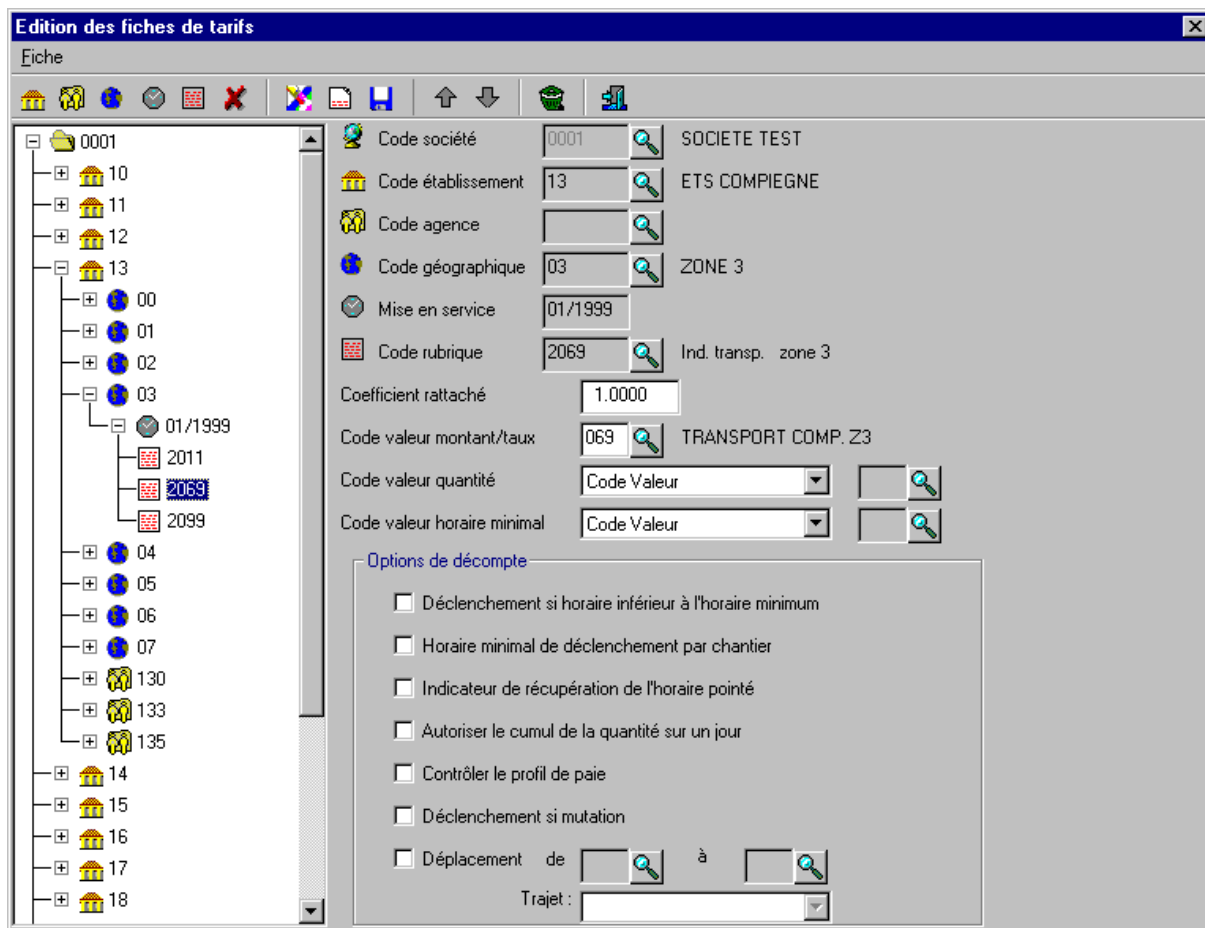 Edition des fiches de tarifs
Fiche
0001
10
11
12
13
00
01
02
03
01/1999
2011
2069
2099
04
05
06
07
130
133
135
14
15
16
17
18
Code société 0001 SOCIETE TEST
Code établissement 13 ETS COMPIEGNE
Code agence
Code géographique 03 ZONE 3
Mise en service 01/1999
Code rubrique 2069 Ind. transp. zone 3
Coefficient rattaché 1.0000
Code valeur montant/taux 069 TRANSPORT COMP. Z3
Code valeur quantité Code Valeur
Code valeur horaire minimal Code Valeur
Options de décompte
Déclenchement si horaire inférieur à l'horaire minimum
Horaire minimal de déclenchement par chantier
Indicateur de récupération de l'horaire pointé
Autoriser le cumul de la quantité sur un jour
Contrôler le profil de paie
Déclenchement si mutation
Déplacement de à
Trajet :